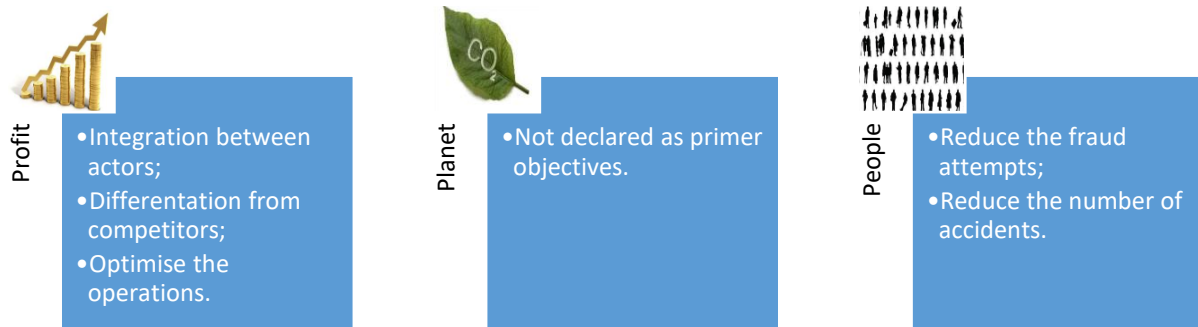 Profit
•Integration between
actors;
•Differentation from
competitors;
•Optimise the
operations.
CO₂
Planet
•Not declared as primer
objectives.
People
•Reduce the fraud
attempts;
•Reduce the number of
accidents.